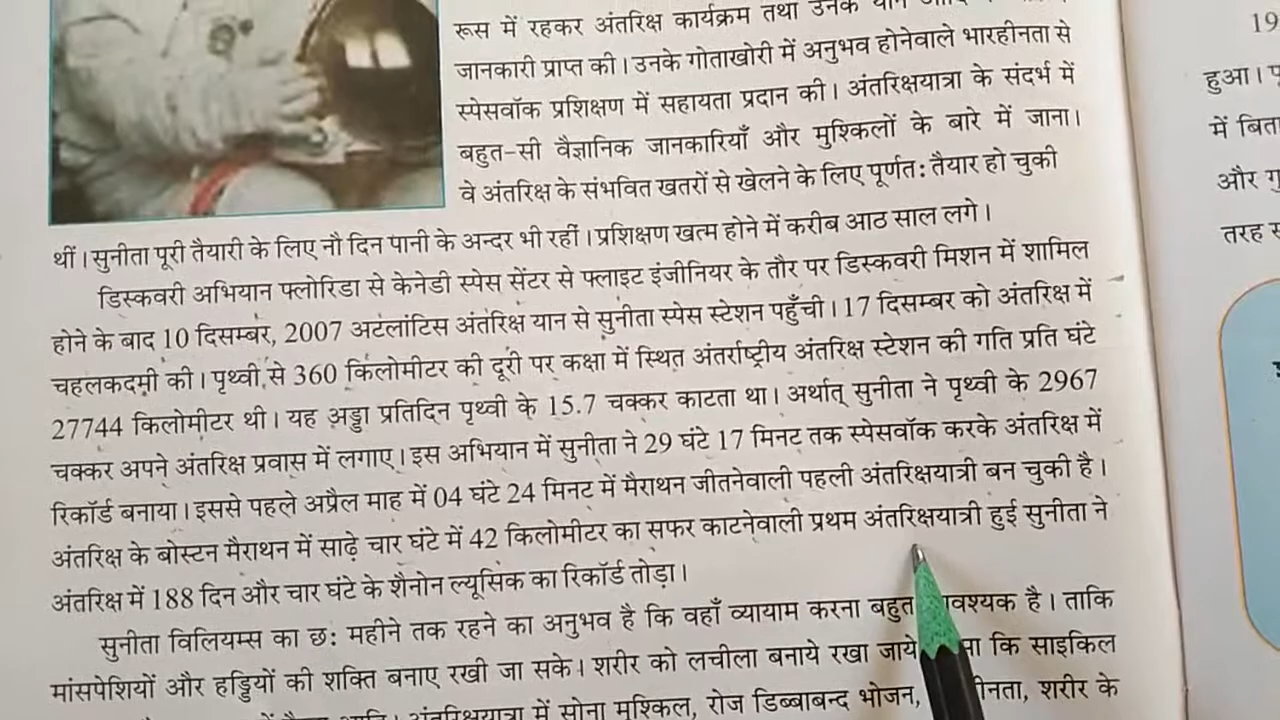 रूस में रहकर अंतरिक्ष कार्यक्रम तथा उनके
जानकारी प्राप्त की। उनके गोताखोरी में अनुभव होनेवाले भारहीनता से
स्पेसवॉक प्रशिक्षण में सहायता प्रदान की। अंतरिक्षयात्रा के संदर्भ में
बहुत-सी वैज्ञानिक जानकारियाँ और मुश्किलों के बारे में जाना।
वे अंतरिक्ष के संभवित खतरों से खेलने के लिए पूर्णत: तैयार हो चुकी
थीं। सुनीता पूरी तैयारी के लिए नौ दिन पानी के अन्दर भी रहीं। प्रशिक्षण खत्म होने में करीब आठ साल लगे।
डिस्कवरी अभियान फ्लोरिडा से केनेडी स्पेस सेंटर से फ्लाइट इंजीनियर के तौर पर डिस्कवरी मिशन में शामिल
होने के बाद 10 दिसम्बर, 2007 अटलांटिस अंतरिक्ष यान से सुनीता स्पेस स्टेशन पहुँची। 17 दिसम्बर को अंतरिक्ष में
चहलकदमी की। पृथ्वी से 360 किलोमीटर की दूरी पर कक्षा में स्थित अंतर्राष्ट्रीय अंतरिक्ष स्टेशन की गति प्रति घंटे
27744 किलोमीटर थी। यह अड्डा प्रतिदिन पृथ्वी के 15.7 चक्कर काटता था। अर्थात् सुनीता ने पृथ्वी के 2967
चक्कर अपने अंतरिक्ष प्रवास में लगाए। इस अभियान में सुनीता ने 29 घंटे 17 मिनट तक स्पेसवॉक करके अंतरिक्ष में
रिकॉर्ड बनाया। इससे पहले अप्रैल माह में 04 घंटे 24 मिनट में मैराथन जीतनेवाली पहली अंतरिक्षयात्री बन चुकी है।
अंतरिक्ष के बोस्टन मैराथन में साढ़े चार घंटे में 42 किलोमीटर का सफर काटनेवाली प्रथम अंतरिक्षयात्री हुई सुनीता ने
अंतरिक्ष में 188 दिन और चार घंटे के शैनोन ल्यूसिक का रिकॉर्ड तोड़ा।
सुनीता विलियम्स का छ: महीने तक रहने का अनुभव है कि वहाँ व्यायाम करना बहुत है। ताकि
मांसपेशियों और हड्डियों की शक्ति बनाए रखी जा सके। शरीर को लचीला बनाये रखा जाये कि साइकिल
अंतरिक्षयात्रा में सोना मुश्किल, रोज डिब्बाबन्द भोजन, शरीर के
19
हुआ।
में
और
तरह